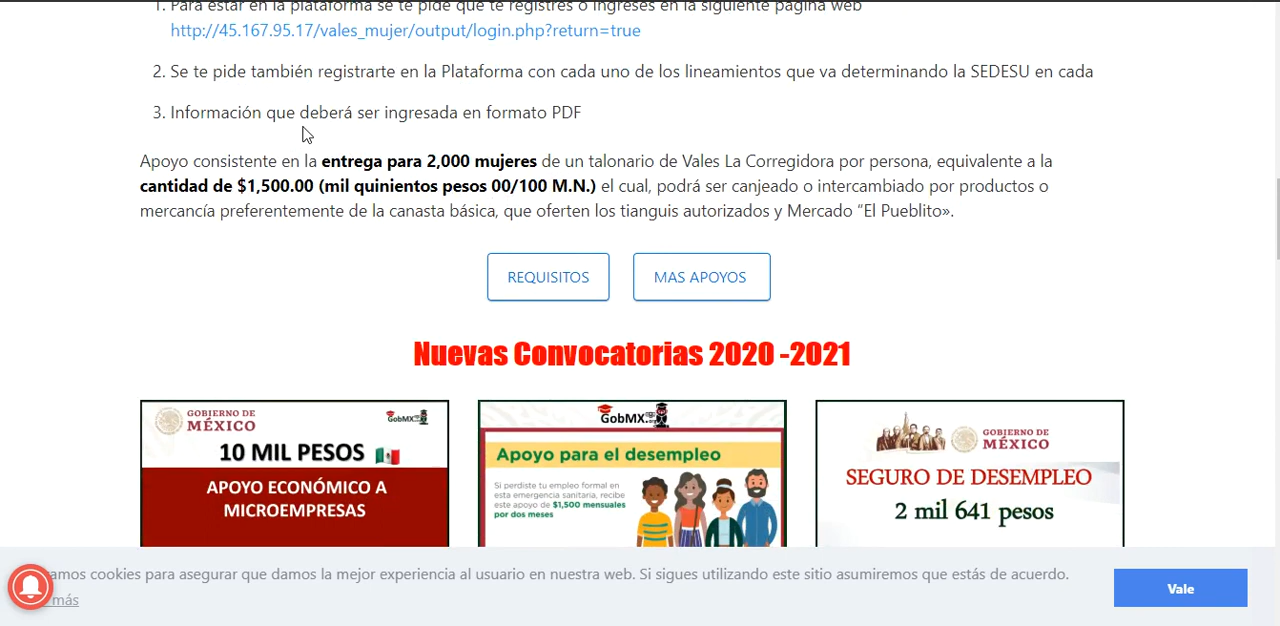 1. Para estar en la plataforma se te pide que te registres o ingreses en la siguiente página web
http://45.167.95.17/vales_mujer/output/login.php?return=true
2. Se te pide también registrarte en la Plataforma con cada uno de los lineamientos que va determinando la SEDESU en cada
3. Información que deberá ser ingresada en formato PDF
Apoyo consistente en la entrega para 2,000 mujeres de un talonario de Vales La Corregidora por persona, equivalente a la
cantidad de $1,500.00 (mil quinientos pesos 00/100 M.N.) el cual, podrá ser canjeado o intercambiado por productos o
mercancía preferentemente de la canasta básica, que oferten los tianguis autorizados y Mercado “El Pueblito».
REQUISITOS
MAS APOYOS
Nuevas Convocatorias 2020 -2021
GOBIERNO DE
MÉXICO
GobMX
10 MIL PESOS
APOYO ECONÓMICO A
MICROEMPRESAS
GobMX.
Apoyo para el desempleo
Si perdiste tu empleo formal en
esta emergencia sanitaria, recibe
este apoyo de $1,500 mensuales
por dos meses
GOBIERNO DE
MÉXICO
SEGURO DE DESEMPLEO
2 mil 641 pesos
amos cookies para asegurar que damos la mejor experiencia al usuario en nuestra web. Si sigues utilizando este sitio asumiremos que estás de acuerdo.
más
Vale